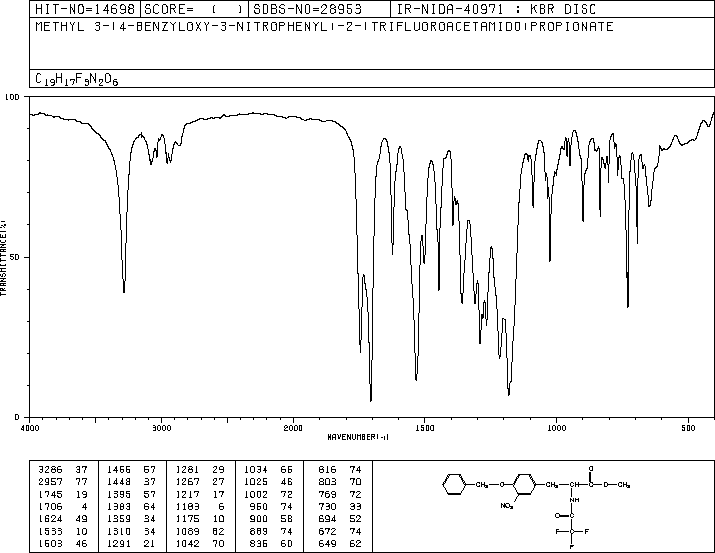 HIT-NO=14698 SCORE= ( ) SDBS-NO=28953 IR-NIDA-40971 : KBR DISC
METHYL 3-(4-BENZYLOXY-3-NITROPHENYL)-2-(TRIFLUOROACETAMIDO)PROPIONATE
C19H17F3N2O6
100
50
0
TRANSMITTANCE(%)
4000 3000 2000 1500 1000 500
WAVENUMBER(-1)
3286 37 1466 67 1281 29 1034 66 816 74
2957 77 1448 37 1267 27 1025 46 803 70
1745 19 1395 57 1217 17 1002 72 769 72
1706 4 1383 64 1183 6 960 74 730 33
1624 49 1359 34 1175 10 900 58 694 52
1533 10 1310 34 1089 62 889 74 672 74
1503 46 1291 21 1042 70 836 60 649 62
O
CH2 O CH2 CH C O CH3
NO2 NH
O C
F C F
F